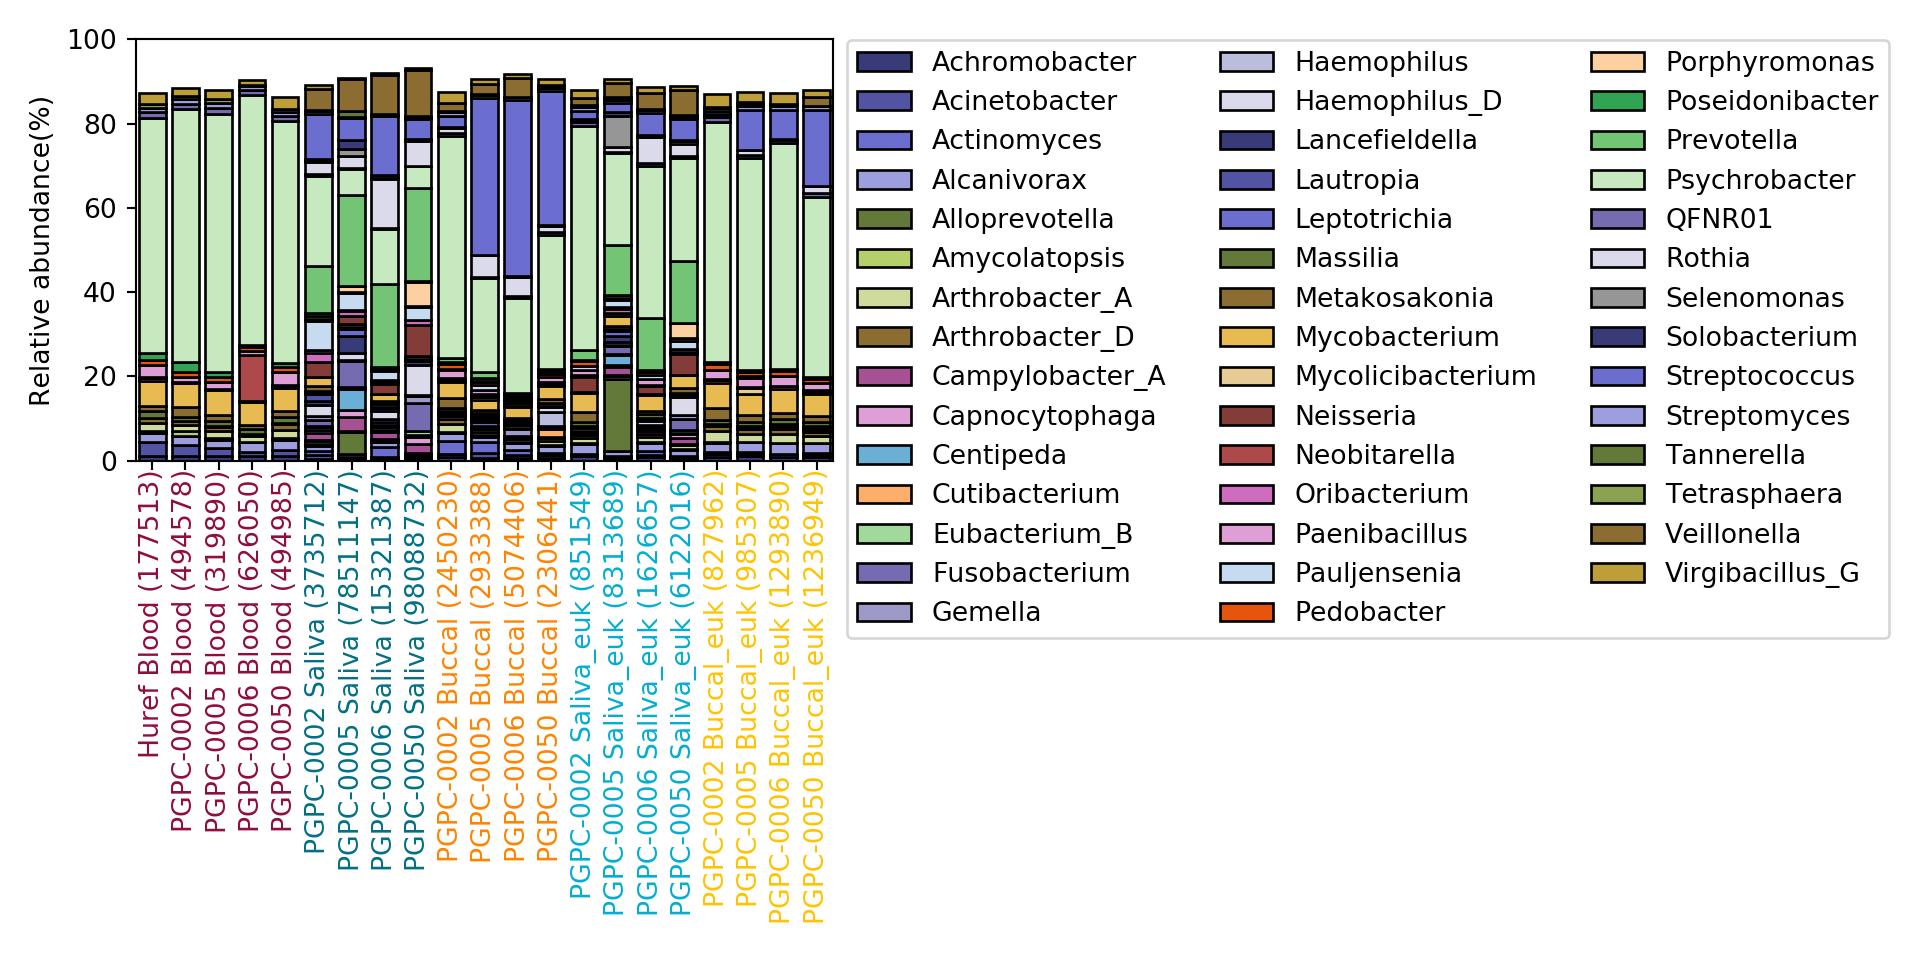 100
80
60
40
20
0
Relative abundance(%)
Huref Blood (1775513)
PGPC-0002 Blood (494578)
PGPC-0005 Blood (319890)
PGPC-0006 Blood (626050)
PGPC-0050 Blood (494985)
PGPC-0002 Saliva (3735712)
PGPC-0005 Saliva (78511147)
PGPC-0006 Saliva (15321387)
PGPC-0050 Saliva (98088732)
PGPC-0002 Buccal (2450230)
PGPC-0005 Buccal (2933388)
PGPC-0006 Buccal (5074406)
PGPC-0050 Buccal (2306441)
PGPC-0002 Saliva_euk (851549)
PGPC-0005 Saliva_euk (8313689)
PGPC-0006 Saliva_euk (1626657)
PGPC-0050 Saliva_euk (6122016)
PGPC-0002 Buccal_euk (827962)
PGPC-0005 Buccal_euk (985307)
PGPC-0006 Buccal_euk (1293890)
PGPC-0050 Buccal_euk (1236949)
Achromobacter
Acinetobacter
Actinomyces
Alcanivorax
Alloprevotella
Amycolatopsis
Arthrobacter_A
Arthrobacter_D
Campylobacter_A
Capnocytophaga
Centipeda
Cutibacterium
Eubacterium_B
Fusobacterium
Gemella
Haemophilus
Haemophilus_D
Lancefieldella
Lautropia
Leptotrichia
Massilia
Metakosakonia
Mycobacterium
Mycolicibacterium
Neisseria
Neobitarella
Oribacterium
Paenibacillus
Pauljensenia
Pedobacter
Porphyromonas
Poseidonibacter
Prevotella
Psychrobacter
QFNR01
Rothia
Selenomonas
Solobacterium
Streptococcus
Streptomyces
Tannerella
Tetrasphaera
Veillonella
Virgibacillus_G